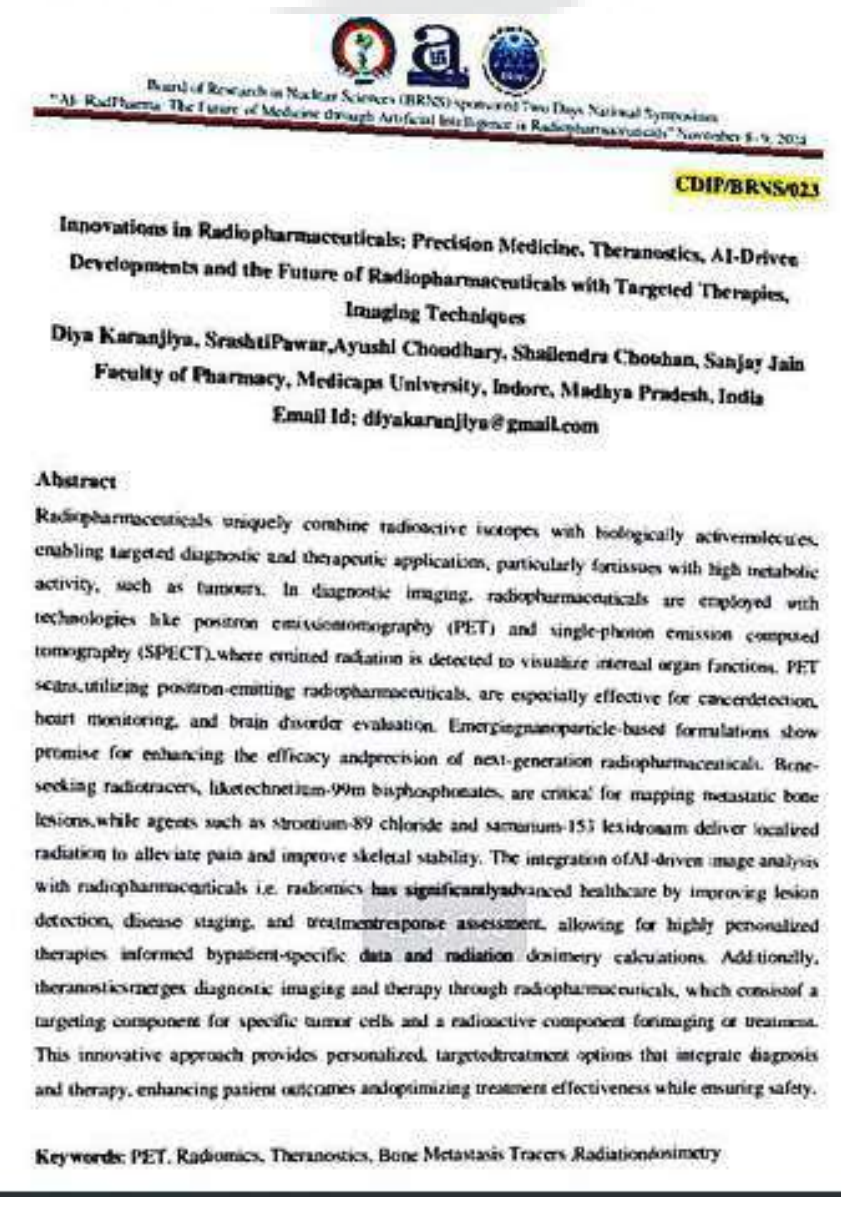 Board of Research in Nuclear Sciences (BRNS) sponsored Two Days National Symposium
"AI- RadPharma: The Future of Medicine through Artificial Intelligence in Radiopharmaceuticals" November 8-9, 2024
CDIP/BRNS/023
Innovations in Radiopharmaceuticals: Precision Medicine, Theranostics, AI-Driven
Developments and the Future of Radiopharmaceuticals with Targeted Therapies,
Imaging Techniques
Diya Karanjiya, SrashtiPawar,Ayushi Choudhary, Shailendra Chouhan, Sanjay Jain
Faculty of Pharmacy, Medicaps University, Indore, Madhya Pradesh, India
Email Id: diyakaranjiya@gmail.com
Abstract
Radiopharmaceuticals uniquely combine radioactive isotopes with biologically activemolecules,
enabling targeted diagnostic and therapeutic applications, particularly fortissues with high metabolic
activity, such as tumours. In diagnostic imaging, radiopharmaceuticals are employed with
technologies like positron emissiontomography (PET) and single-photon emission computed
tomography (SPECT),where emitted radiation is detected to visualize internal organ functions. PET
scans,utilizing positron-emitting radiopharmaceuticals, are especially effective for cancerdetection,
heart monitoring, and brain disorder evaluation. Emergingnanoparticle-based formulations show
promise for enhancing the efficacy andprecision of next-generation radiopharmaceuticals. Bone-
seeking radiotracers, liketechnetium-99m bisphosphonates, are critical for mapping metastatic bone
lesions,while agents such as strontium-89 chloride and samarium-153 lexidronam deliver localized
radiation to alleviate pain and improve skeletal stability. The integration ofAI-driven image analysis
with radiopharmaceuticals i.e. radiomics has significantlyadvanced healthcare by improving lesion
detection, disease staging, and treatmentresponse assessment, allowing for highly personalized
therapies informed bypatient-specific data and radiation dosimetry calculations. Additionally,
theranosticsmerges diagnostic imaging and therapy through radiopharmaceuticals, which consistof a
targeting component for specific tumor cells and a radioactive component forimaging or treatment.
This innovative approach provides personalized, targetedtreatment options that integrate diagnosis
and therapy, enhancing patient outcomes andoptimizing treatment effectiveness while ensuring safety.
Keywords: PET, Radiomics, Theranostics, Bone Metastasis Tracers ,Radiationdosimetry